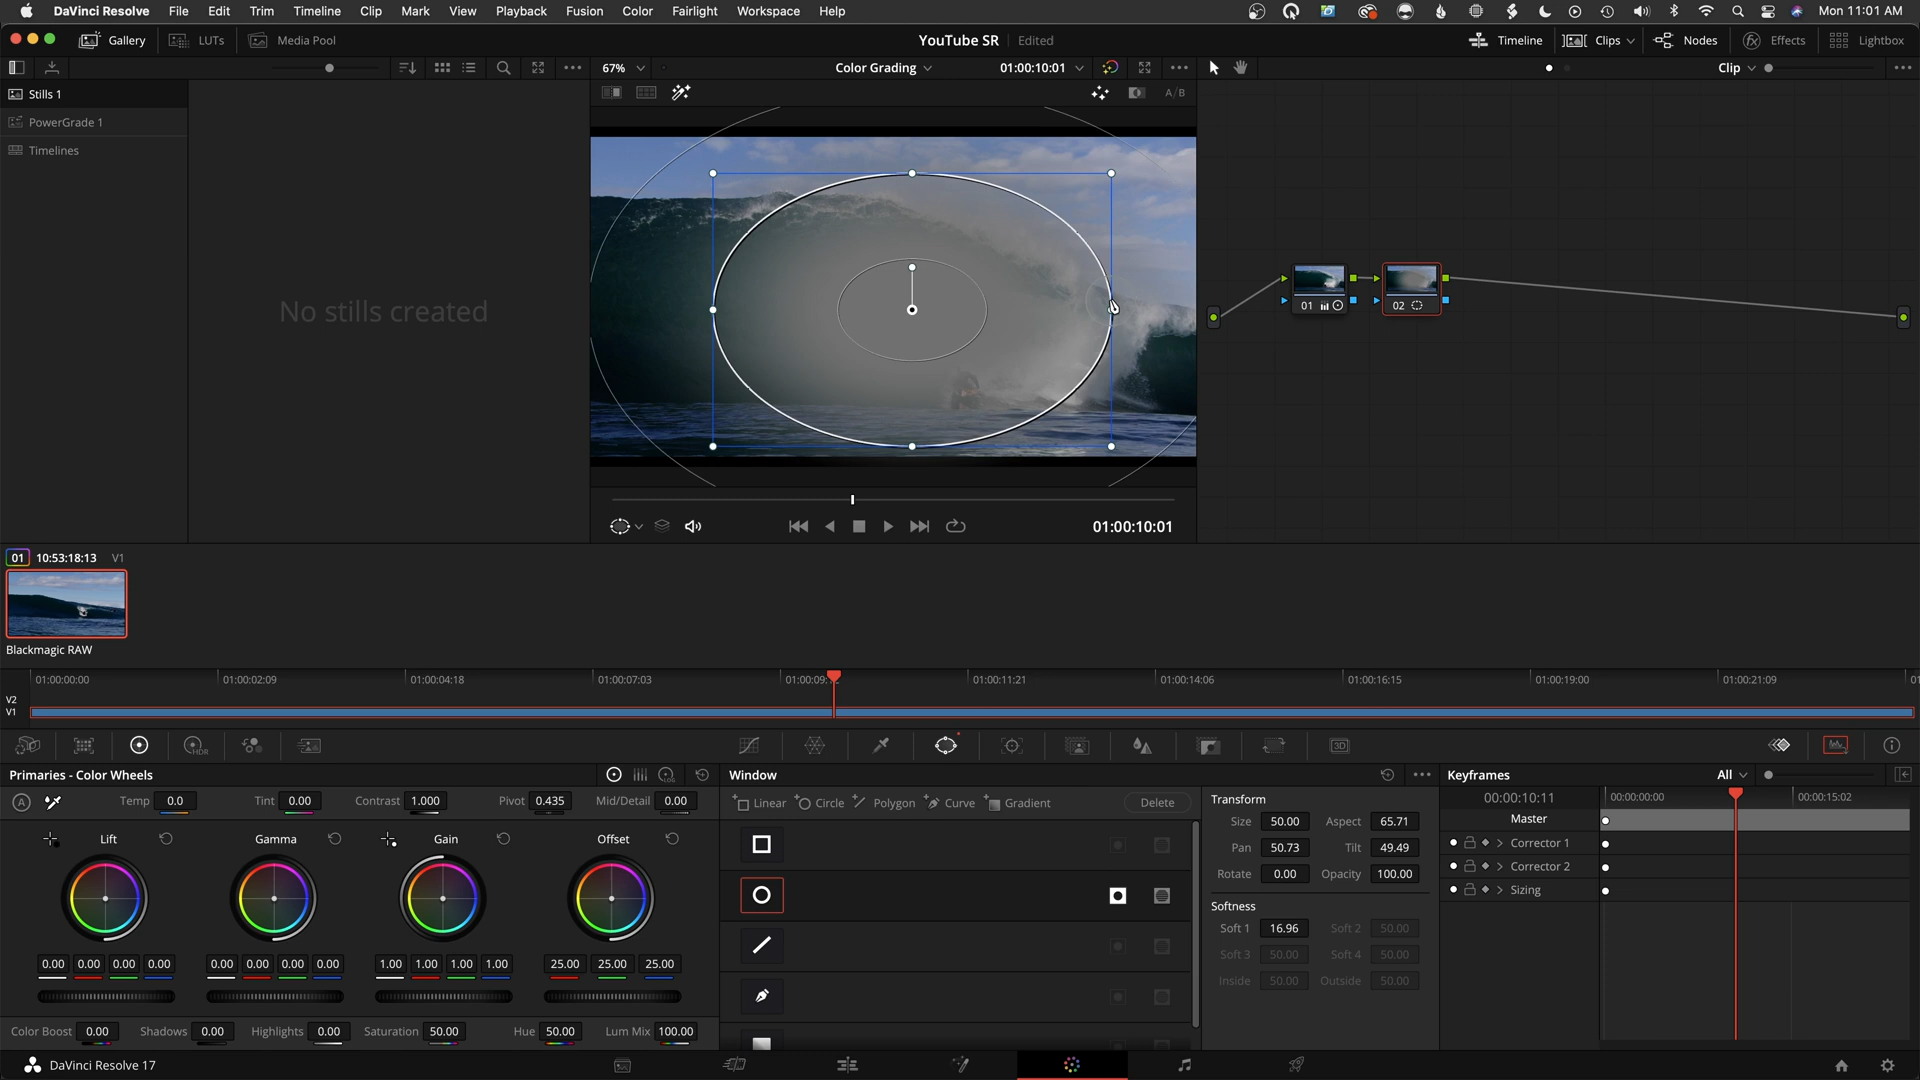 DaVinci Resolve File Edit Trim Timeline Clip Mark View Playback Fusion Color Fairlight Workspace Help Mon 11:01 AM
Gallery LUTs Media Pool YouTube SR Edited Timeline Clips Nodes Effects Lightbox
67% Color Grading 01:00:10:01 Clip
Stills 1 A/B
PowerGrade 1
Timelines
No stills created
01
02
01:00:10:01
01 10:53:18:13 V1
Blackmagic RAW
01:00:00:00 01:00:02:09 01:00:04:18 01:00:07:03 01:00:09: 01:00:11:21 01:00:14:06 01:00:16:15 01:00:19:00 01:00:21:09
V2
V1
HDR 3D
Primaries - Color Wheels LOG Window Keyframes All
A Temp 0.0 Tint 0.00 Contrast 1.000 Pivot 0.435 Mid/Detail 0.00
Linear Circle Polygon Curve Gradient Delete
Lift Gamma Gain Offset
0.00 0.00 0.00 0.00 0.00 0.00 0.00 0.00 1.00 1.00 1.00 1.00 25.00 25.00 25.00
Color Boost 0.00 Shadows 0.00 Highlights 0.00 Saturation 50.00 Hue 50.00 Lum Mix 100.00
Transform
Size 50.00 Aspect 65.71
Pan 50.73 Tilt 49.49
Rotate 0.00 Opacity 100.00
Softness
Soft 1 16.96 Soft 2 50.00
Soft 3 50.00 Soft 4 50.00
Inside 50.00 Outside 50.00
00:00:10:11 00:00:00:00 00:00:15:02
Master
Corrector 1
Corrector 2
Sizing
DaVinci Resolve 17